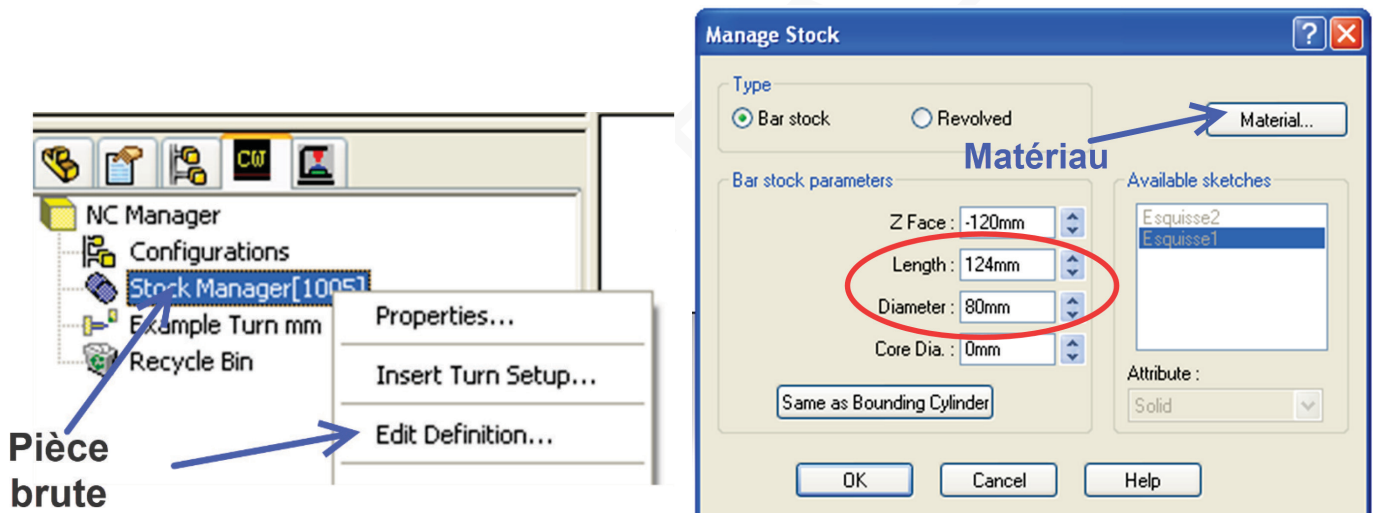 CW
NC Manager
Configurations
Stock Manager[1005]
Example Turn mm
Recycle Bin
Properties...
Insert Turn Setup...
Edit Definition...
Pièce
brute
Manage Stock
Type
Bar stock
Revolved
Material...
Matériau
Bar stock parameters
Z Face : -120mm
Length : 124mm
Diameter : 80mm
Core Dia. : 0mm
Same as Bounding Cylinder
Available sketches
Esquisse2
Esquisse1
Attribute :
Solid
OK
Cancel
Help